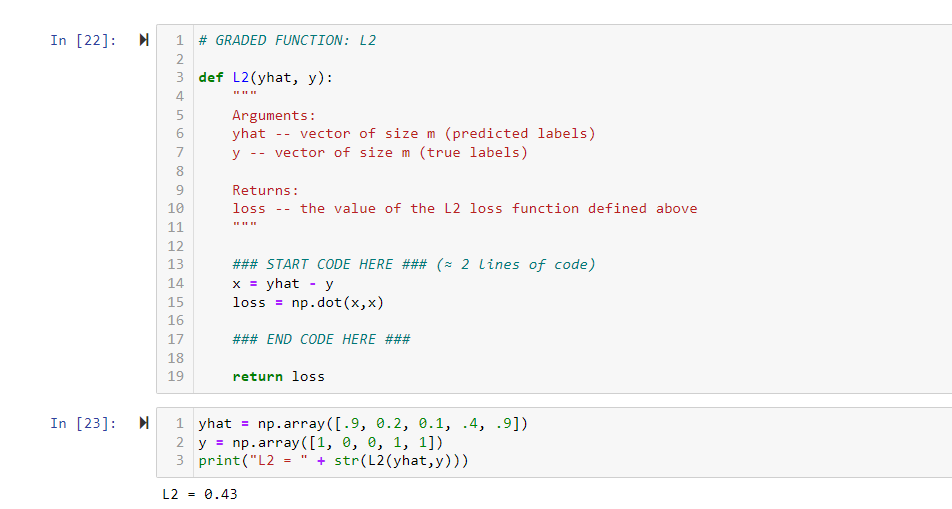 In [22]:
1 # GRADED FUNCTION: L2
2
3 def L2(yhat, y):
4     """
5     Arguments:
6     yhat -- vector of size m (predicted labels)
7     y -- vector of size m (true labels)
8
9     Returns:
10     loss -- the value of the L2 loss function defined above
11     """
12
13     ### START CODE HERE ### (≈ 2 lines of code)
14     x = yhat - y
15     loss = np.dot(x,x)
16
17     ### END CODE HERE ###
18
19     return loss
In [23]:
1 yhat = np.array([.9, 0.2, 0.1, .4, .9])
2 y = np.array([1, 0, 0, 1, 1])
3 print("L2 = " + str(L2(yhat,y)))
L2 = 0.43